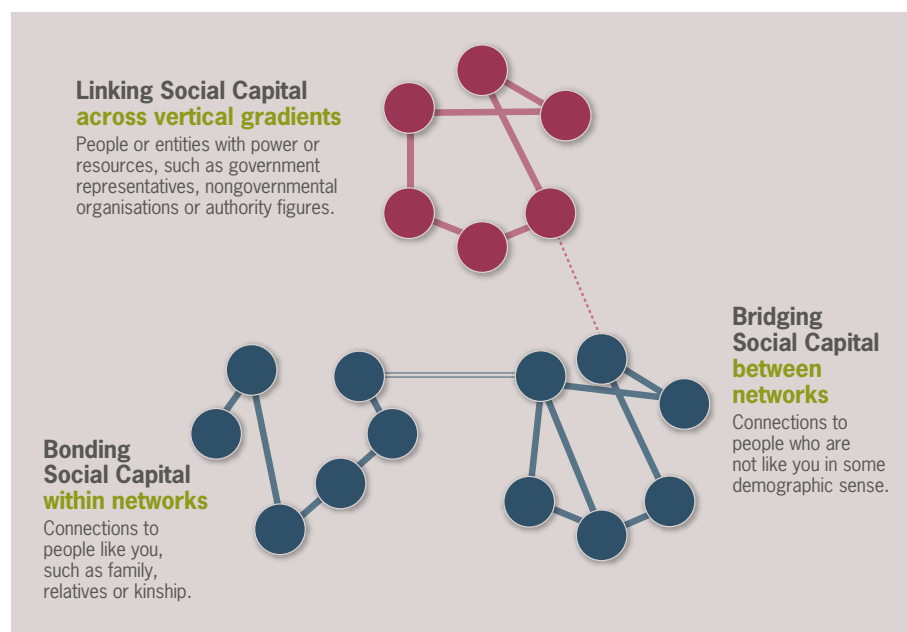 Linking Social Capital
across vertical gradients
People or entities with power or
resources, such as government
representatives, nongovernmental
organisations or authority figures.
Bridging
Social Capital
between
networks
Connections to
people who are
not like you in some
demographic sense.
Bonding
Social Capital
within networks
Connections to
people like you,
such as family,
relatives or kinship.